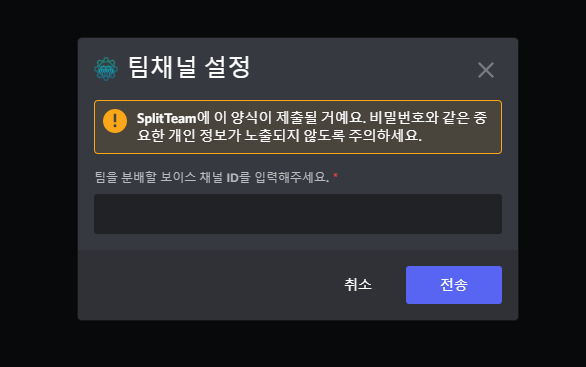 팀채널 설정
SplitTeam에 이 양식이 제출될 거예요. 비밀번호와 같은 중
요한 개인 정보가 노출되지 않도록 주의하세요.
팀을 분배할 보이스 채널 ID를 입력해주세요. *
취소 전송